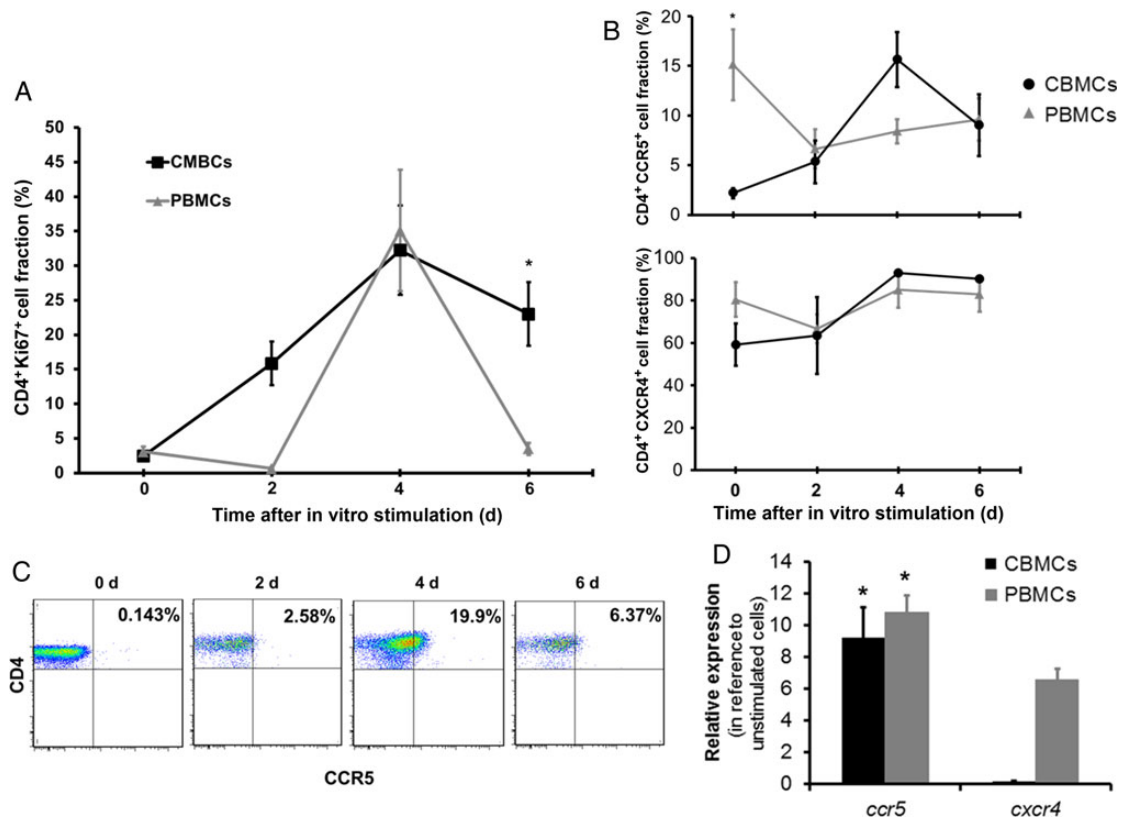 A
CD4+Ki67+ cell fraction (%)
50
45
40
35
30
25
20
15
10
5
0
CMBCs
PBMCs
*
0 2 4 6
Time after in vitro stimulation (d)
B
CD4+CCR5+cell fraction (%)
20
15
10
5
0
*
CBMCs
PBMCs
CD4+CXCR4+cell fraction (%)
100
80
60
40
20
0
0 2 4 6
Time after in vitro stimulation (d)
C
0 d 2 d 4 d 6 d
0.143% 2.58% 19.9% 6.37%
CD4
CCR5
D
Relative expression
(in referenceto
unstimulated cells)
14
12
10
8
6
4
2
0
* *
CBMCs
PBMCs
ccr5 cxcr4